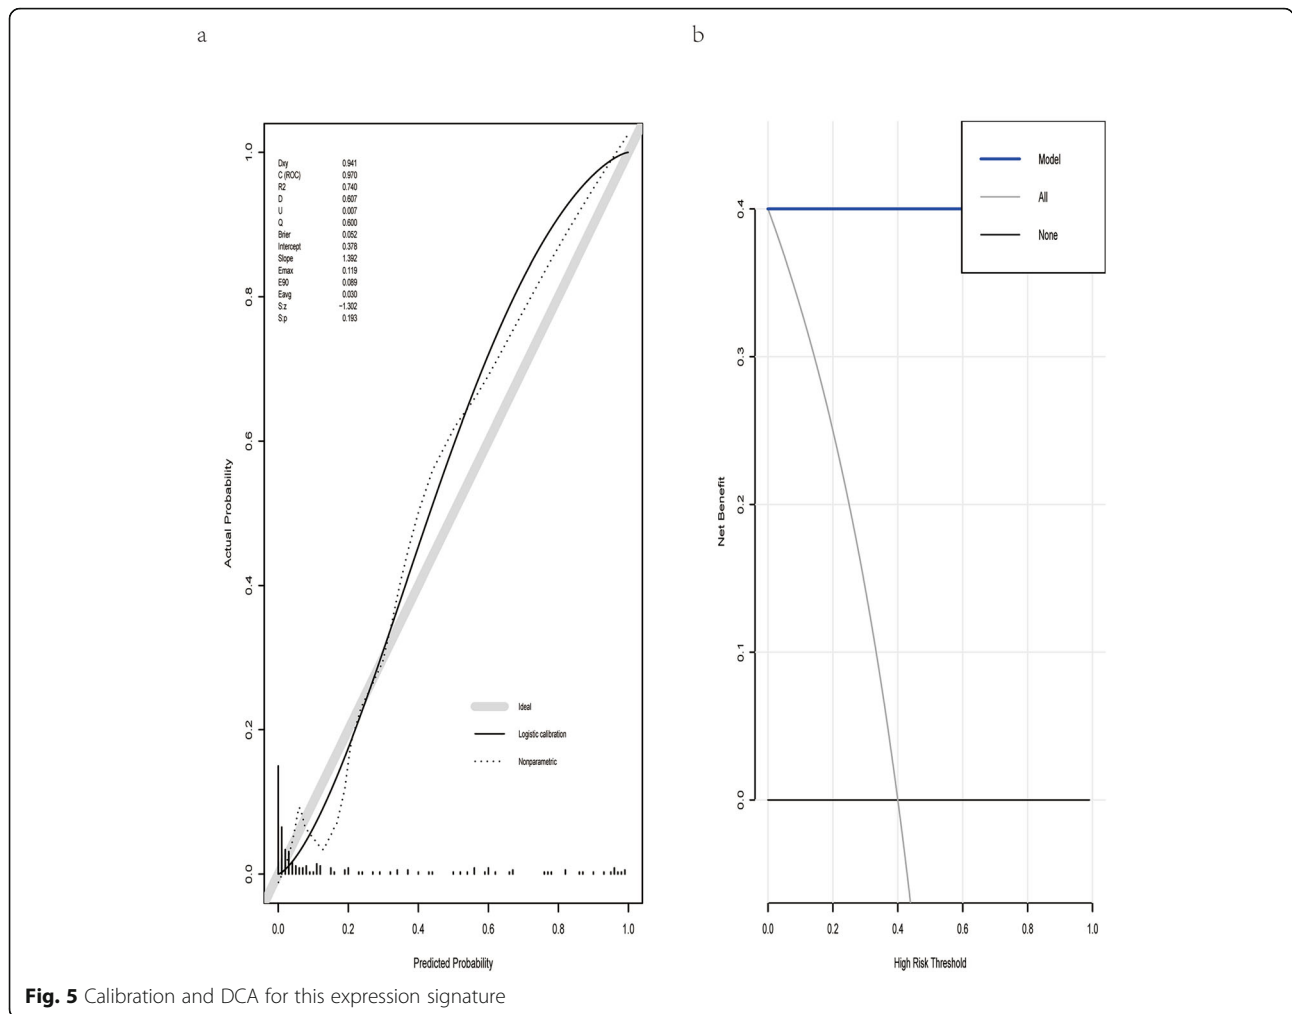 a
b
Dxy 0.941
C (ROC) 0.970
R2 0.740
D 0.607
U 0.007
Q 0.600
Brier 0.052
Intercept 0.378
Slope 1.392
Emax 0.119
E90 0.089
Eavg 0.030
S:z −1.302
S:p 0.193
Actual Probability
1.0
0.8
0.6
0.4
0.2
0.0
Ideal
Logistic calibration
Nonparametric
0.0 0.2 0.4 0.6 0.8 1.0
Predicted Probability
Model
All
None
Net Benefit
0.4
0.3
0.2
0.1
0.0
0.0 0.2 0.4 0.6 0.8 1.0
High Risk Threshold
Fig. 5 Calibration and DCA for this expression signature